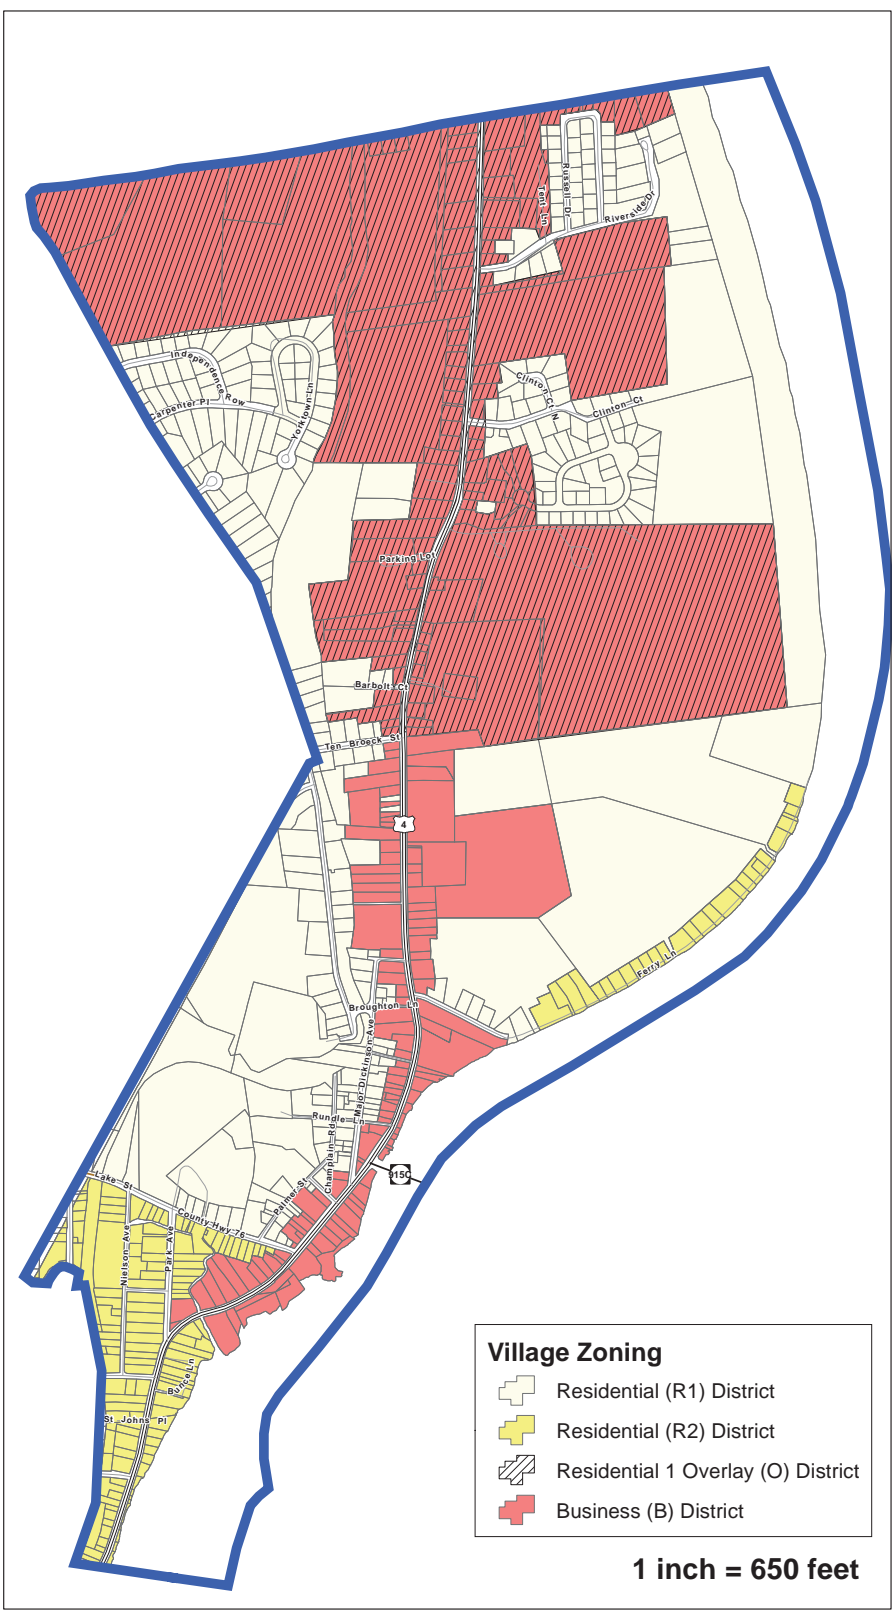 Russell Dr
Tent Ln
Riverside Dr
Independence Row
Carpenter Pl
Yorktown Ln
Clinton Ct N
Clinton Ct
Parking Lot
Barbolt Ct
Ten Broeck St
4
Ferry Ln
Broughton Ln
Major Dickinson Ave
Rundle Ln
Champlain Rd
915C
Lake St
Palmer St
County Hwy 76
Nielson Ave
Park Ave
Bunce Ln
St Johns Pl
Village Zoning
Residential (R1) District
Residential (R2) District
Residential 1 Overlay (O) District
Business (B) District
1 inch = 650 feet